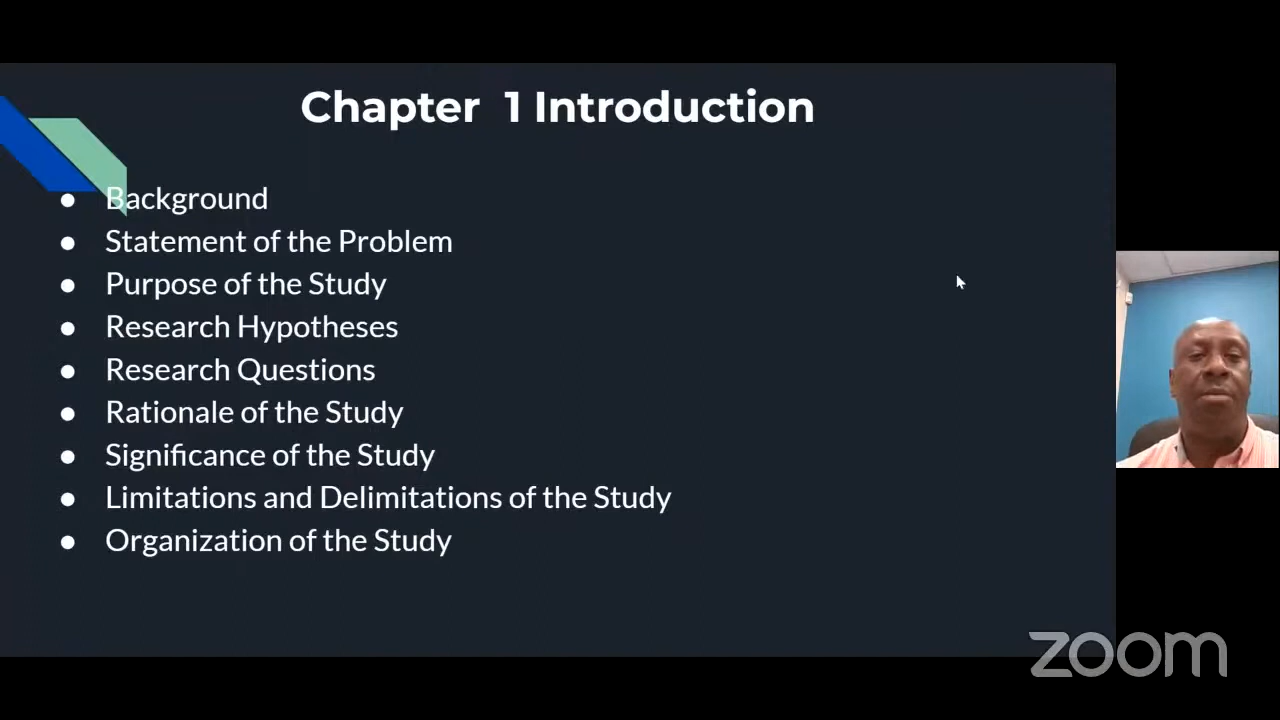 Chapter 1 Introduction
● Background
● Statement of the Problem
● Purpose of the Study
● Research Hypotheses
● Research Questions
● Rationale of the Study
● Significance of the Study
● Limitations and Delimitations of the Study
● Organization of the Study
zoom